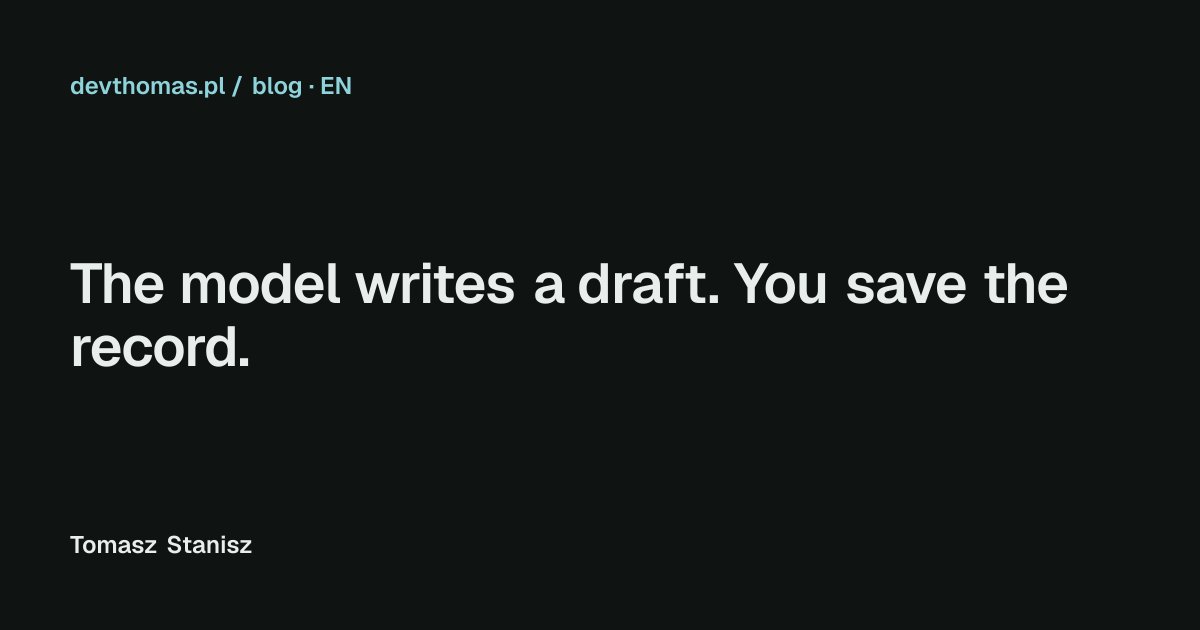 devthomas.pl / blog · EN
The model writes a draft. You save the
record.
Tomasz Stanisz